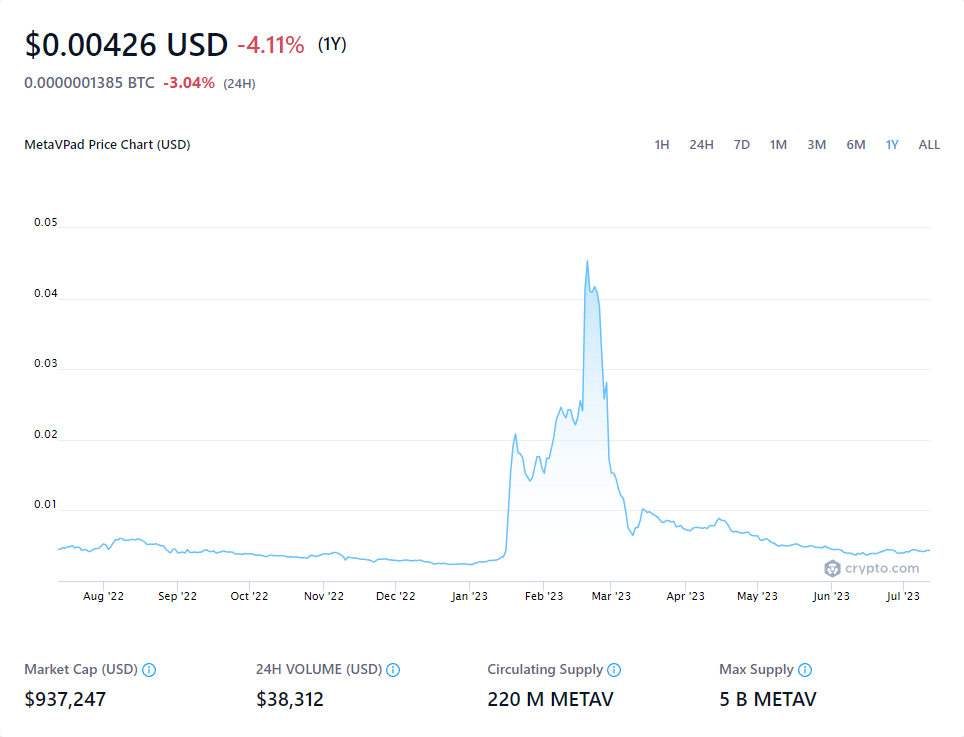 $0.00426 USD -4.11% (1Y)
0.0000001385 BTC -3.04% (24H)
MetaVPad Price Chart (USD) 1H 24H 7D 1M 3M 6M 1Y ALL
0.05
0.04
0.03
0.02
0.01
crypto.com
Aug '22 Sep '22 Oct '22 Nov '22 Dec '22 Jan '23 Feb '23 Mar '23 Apr '23 May '23 Jun '23 Jul '23
Market Cap (USD) 24H VOLUME (USD) Circulating Supply Max Supply
$937,247 $38,312 220 M METAV 5 B METAV